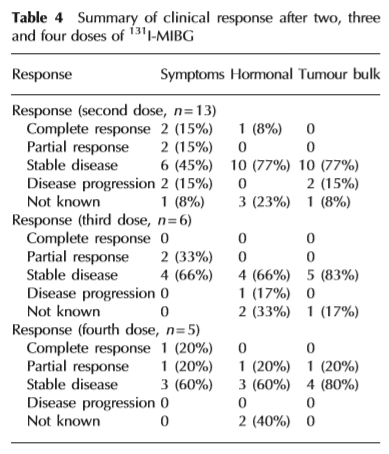 Table 4 Summary of clinical response after two, three
and four doses of ¹³¹I-MIBG
Response Symptoms Hormonal Tumour bulk
Response (second dose, n=13)
Complete response 2 (15%) 1 (8%) 0
Partial response 2 (15%) 0 0
Stable disease 6 (45%) 10 (77%) 10 (77%)
Disease progression 2 (15%) 0 2 (15%)
Not known 1 (8%) 3 (23%) 1 (8%)
Response (third dose, n=6)
Complete response 0 0 0
Partial response 2 (33%) 0 0
Stable disease 4 (66%) 4 (66%) 5 (83%)
Disease progression 0 1 (17%) 0
Not known 0 2 (33%) 1 (17%)
Response (fourth dose, n=5)
Complete response 1 (20%) 0 0
Partial response 1 (20%) 1 (20%) 1 (20%)
Stable disease 3 (60%) 3 (60%) 4 (80%)
Disease progression 0 0 0
Not known 0 2 (40%) 0